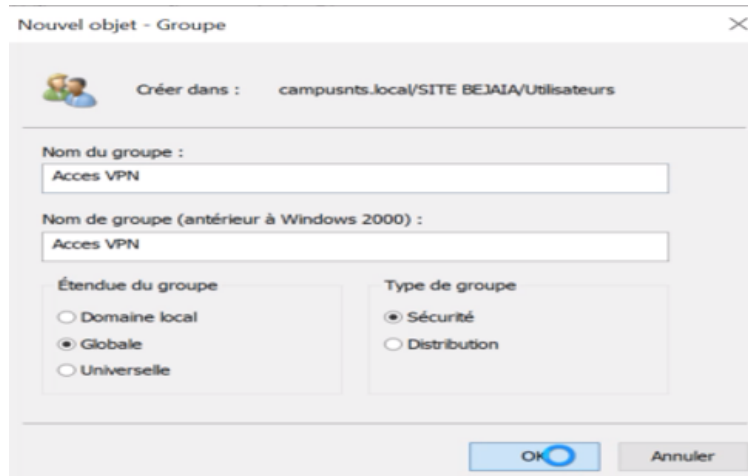 Nouvel objet - Groupe
Créer dans : campusnts.local/SITE BEJAIA/Utilisateurs
Nom du groupe :
Acces VPN
Nom de groupe (antérieur à Windows 2000) :
Acces VPN
Étendue du groupe
Domaine local
Globale
Universelle
Type de groupe
Sécurité
Distribution
OK
Annuler